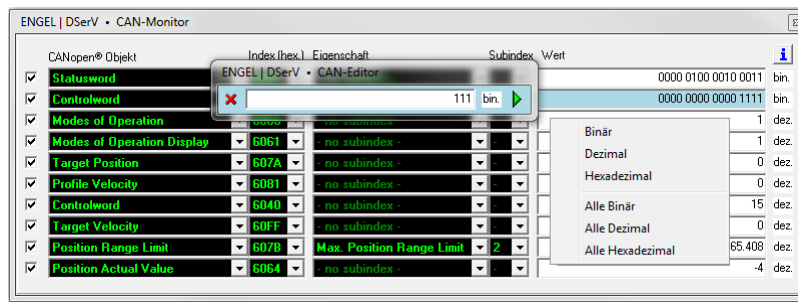 ENGEL | DSerV • CAN-Monitor
CANopen® Objekt Index (hex.) Eigenschaft Subindex Wert
Statusword 0000 0100 0010 0011 bin.
ENGEL | DSerV • CAN-Editor
Controlword 0000 0000 0000 1111 bin.
111 bin.
Modes of Operation - no subindex - 1 dez.
Modes of Operation Display 6061 - no subindex - - 1 dez.
Target Position 607A - no subindex - - 0 dez.
Profile Velocity 6081 - no subindex - - 0 dez.
Controlword 6040 - no subindex - - 15 dez.
Target Velocity 60FF - no subindex - - 0 dez.
Position Range Limit 607B Max. Position Range Limit 2 65.408 dez.
Position Actual Value 6064 - no subindex - - -4 dez.
Binär
Dezimal
Hexadezimal
Alle Binär
Alle Dezimal
Alle Hexadezimal